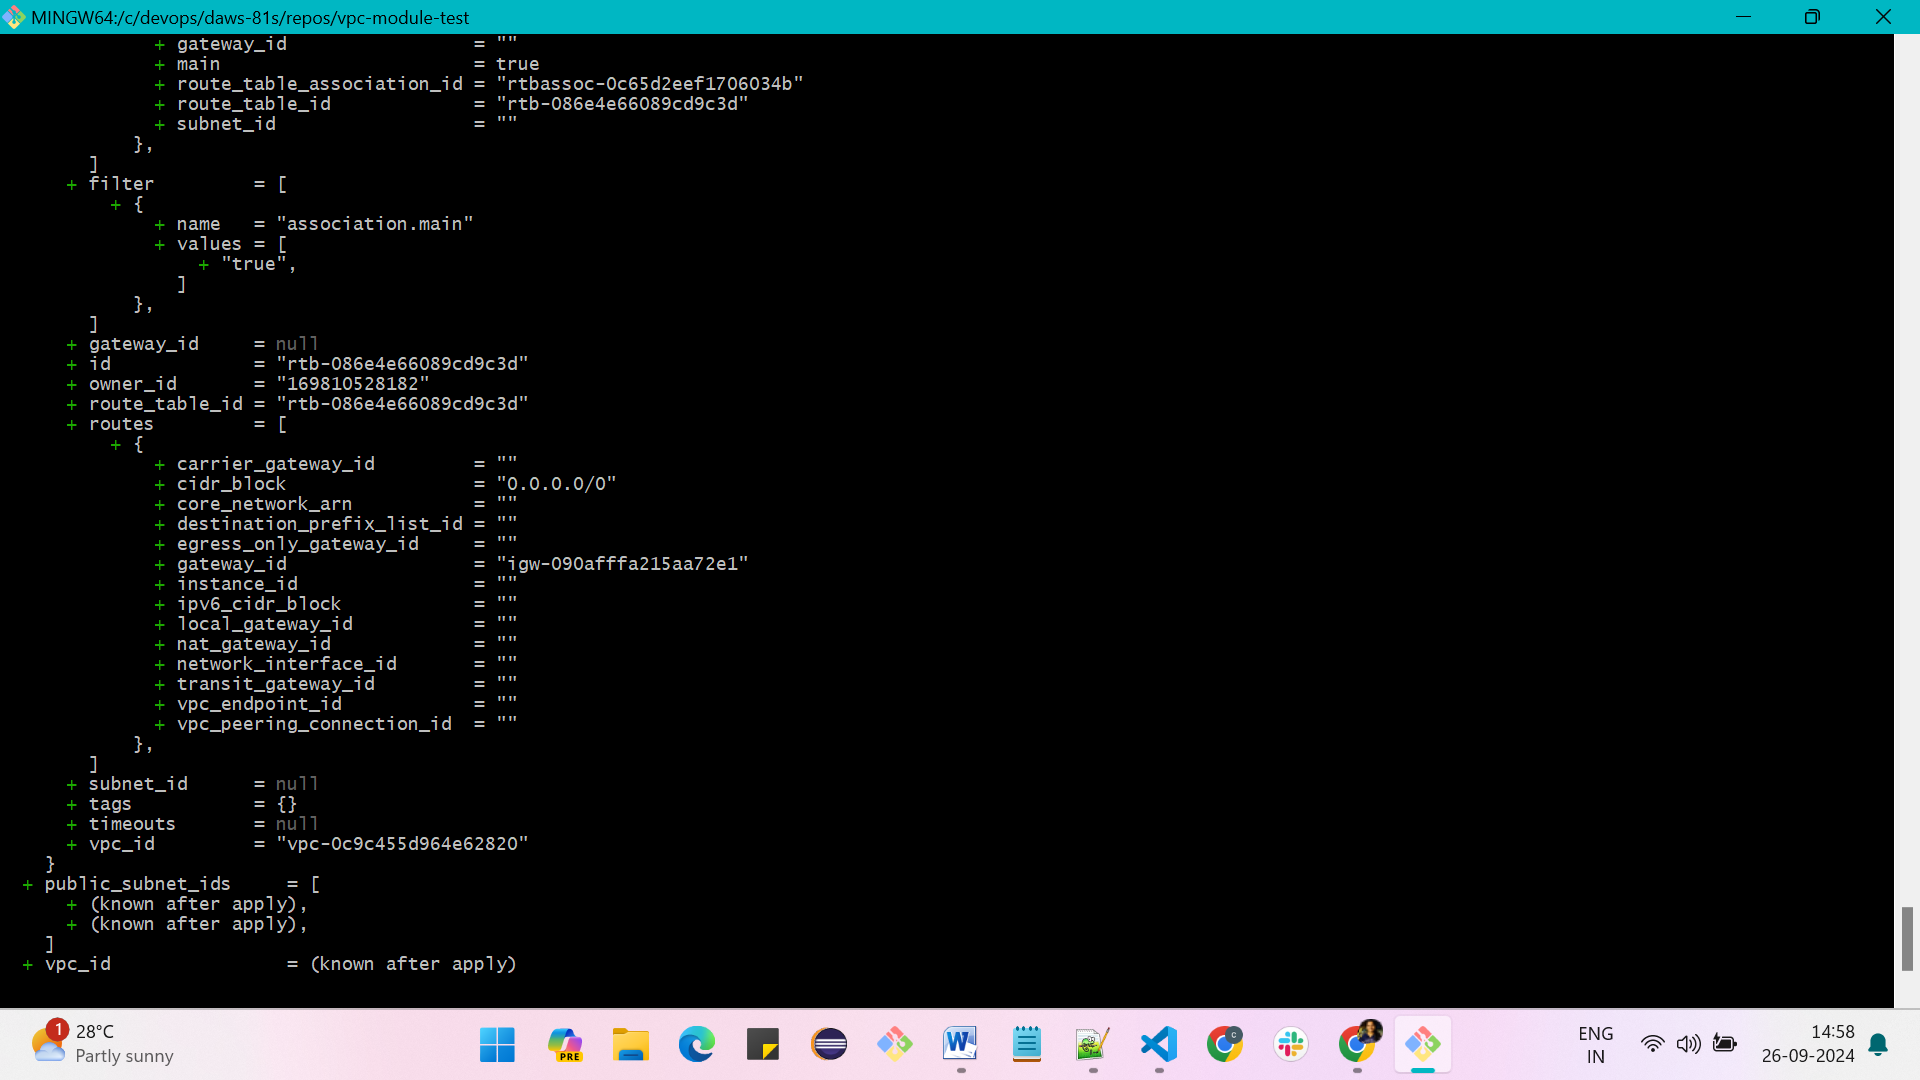 MINGW64:/c/devops/daws-81s/repos/vpc-module-test
+ gateway_id = ""
+ main = true
+ route_table_association_id = "rtbassoc-0c65d2eef1706034b"
+ route_table_id = "rtb-086e4e66089cd9c3d"
+ subnet_id = ""
},
]
+ filter = [
+ {
+ name = "association.main"
+ values = [
+ "true",
]
},
]
+ gateway_id = null
+ id = "rtb-086e4e66089cd9c3d"
+ owner_id = "169810528182"
+ route_table_id = "rtb-086e4e66089cd9c3d"
+ routes = [
+ {
+ carrier_gateway_id = ""
+ cidr_block = "0.0.0.0/0"
+ core_network_arn = ""
+ destination_prefix_list_id = ""
+ egress_only_gateway_id = ""
+ gateway_id = "igw-090afffa215aa72e1"
+ instance_id = ""
+ ipv6_cidr_block = ""
+ local_gateway_id = ""
+ nat_gateway_id = ""
+ network_interface_id = ""
+ transit_gateway_id = ""
+ vpc_endpoint_id = ""
+ vpc_peering_connection_id = ""
},
]
+ subnet_id = null
+ tags = {}
+ timeouts = null
+ vpc_id = "vpc-0c9c455d964e62820"
}
+ public_subnet_ids = [
+ (known after apply),
+ (known after apply),
]
+ vpc_id = (known after apply)
1
28°C
Partly sunny
PRE
W
C
ENG
IN
14:58
26-09-2024